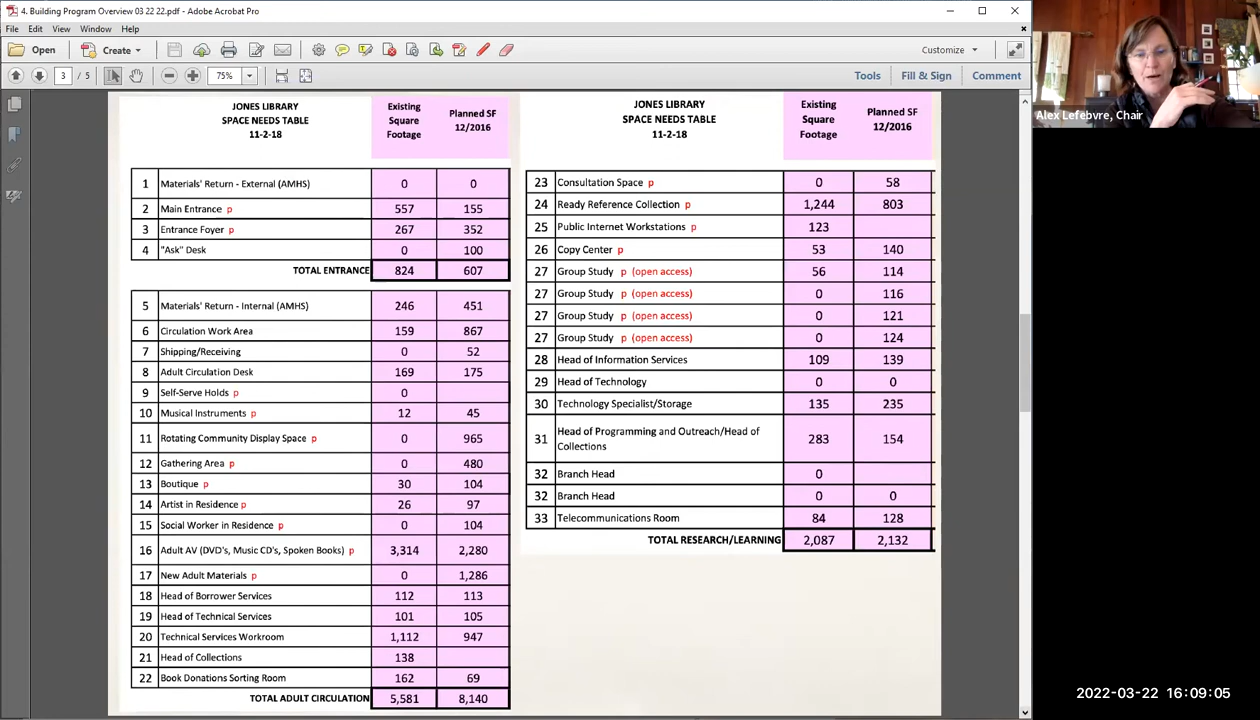 4. Building Program Overview 03 22 22.pdf - Adobe Acrobat Pro
File Edit View Window Help
Open Create Customize
3 / 5 75% Tools Fill & Sign Comment
JONES LIBRARY
SPACE NEEDS TABLE
11-2-18
Existing
Square
Footage
Planned SF
12/2016
1 Materials' Return - External (AMHS) 0 0
2 Main Entrance p 557 155
3 Entrance Foyer p 267 352
4 "Ask" Desk 0 100
TOTAL ENTRANCE 824 607
5 Materials' Return - Internal (AMHS) 246 451
6 Circulation Work Area 159 867
7 Shipping/Receiving 0 52
8 Adult Circulation Desk 169 175
9 Self-Serve Holds p 0
10 Musical Instruments p 12 45
11 Rotating Community Display Space p 0 965
12 Gathering Area p 0 480
13 Boutique p 30 104
14 Artist in Residence p 26 97
15 Social Worker in Residence p 0 104
16 Adult AV (DVD's, Music CD's, Spoken Books) p 3,314 2,280
17 New Adult Materials p 0 1,286
18 Head of Borrower Services 112 113
19 Head of Technical Services 101 105
20 Technical Services Workroom 1,112 947
21 Head of Collections 138
22 Book Donations Sorting Room 162 69
TOTAL ADULT CIRCULATION 5,581 8,140
JONES LIBRARY
SPACE NEEDS TABLE
11-2-18
Existing
Square
Footage
Planned SF
12/2016
23 Consultation Space p 0 58
24 Ready Reference Collection p 1,244 803
25 Public Internet Workstations p 123
26 Copy Center p 53 140
27 Group Study p (open access) 56 114
27 Group Study p (open access) 0 116
27 Group Study p (open access) 0 121
27 Group Study p (open access) 0 124
28 Head of Information Services 109 139
29 Head of Technology 0 0
30 Technology Specialist/Storage 135 235
31 Head of Programming and Outreach/Head of
Collections 283 154
32 Branch Head 0
32 Branch Head 0 0
33 Telecommunications Room 84 128
TOTAL RESEARCH/LEARNING 2,087 2,132
Alex Lefebvre, Chair
2022-03-22 16:09:05